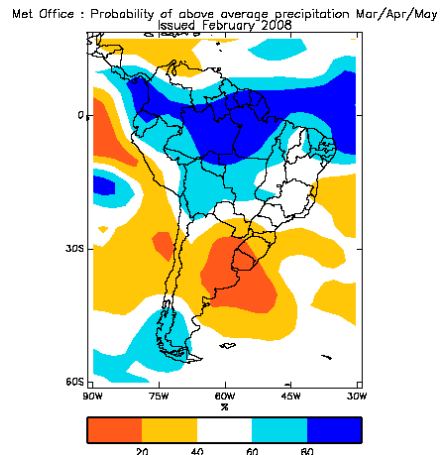 Met Office : Probability of above average precipitation Mar/Apr/May
Issued February 2008
0
30S
60S
90W 75W 60W 45W 30W
%
20 40 60 80